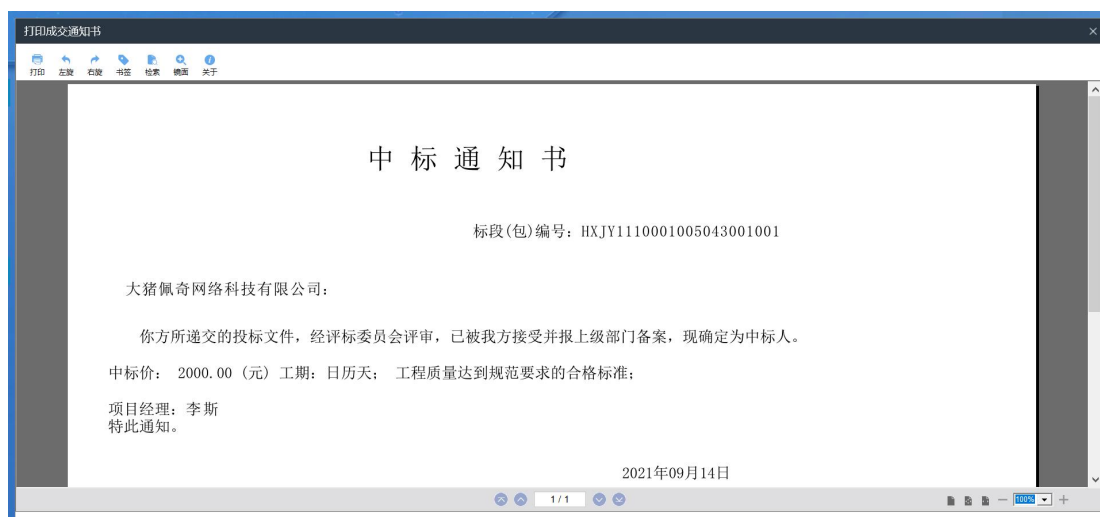 打印成交通知书
打印 左旋 右旋 书签 检索 镜面 关于
中标通知书
标段(包)编号: HXJY1110001005043001001
大猪佩奇网络科技有限公司:
你方所递交的投标文件, 经评标委员会评审, 已被我方接受并报上级部门备案, 现确定为中标人。
中标价: 2000.00 (元) 工期: 日历天; 工程质量达到规范要求的合格标准;
项目经理: 李斯
特此通知。
2021年09月14日
1/1
100%